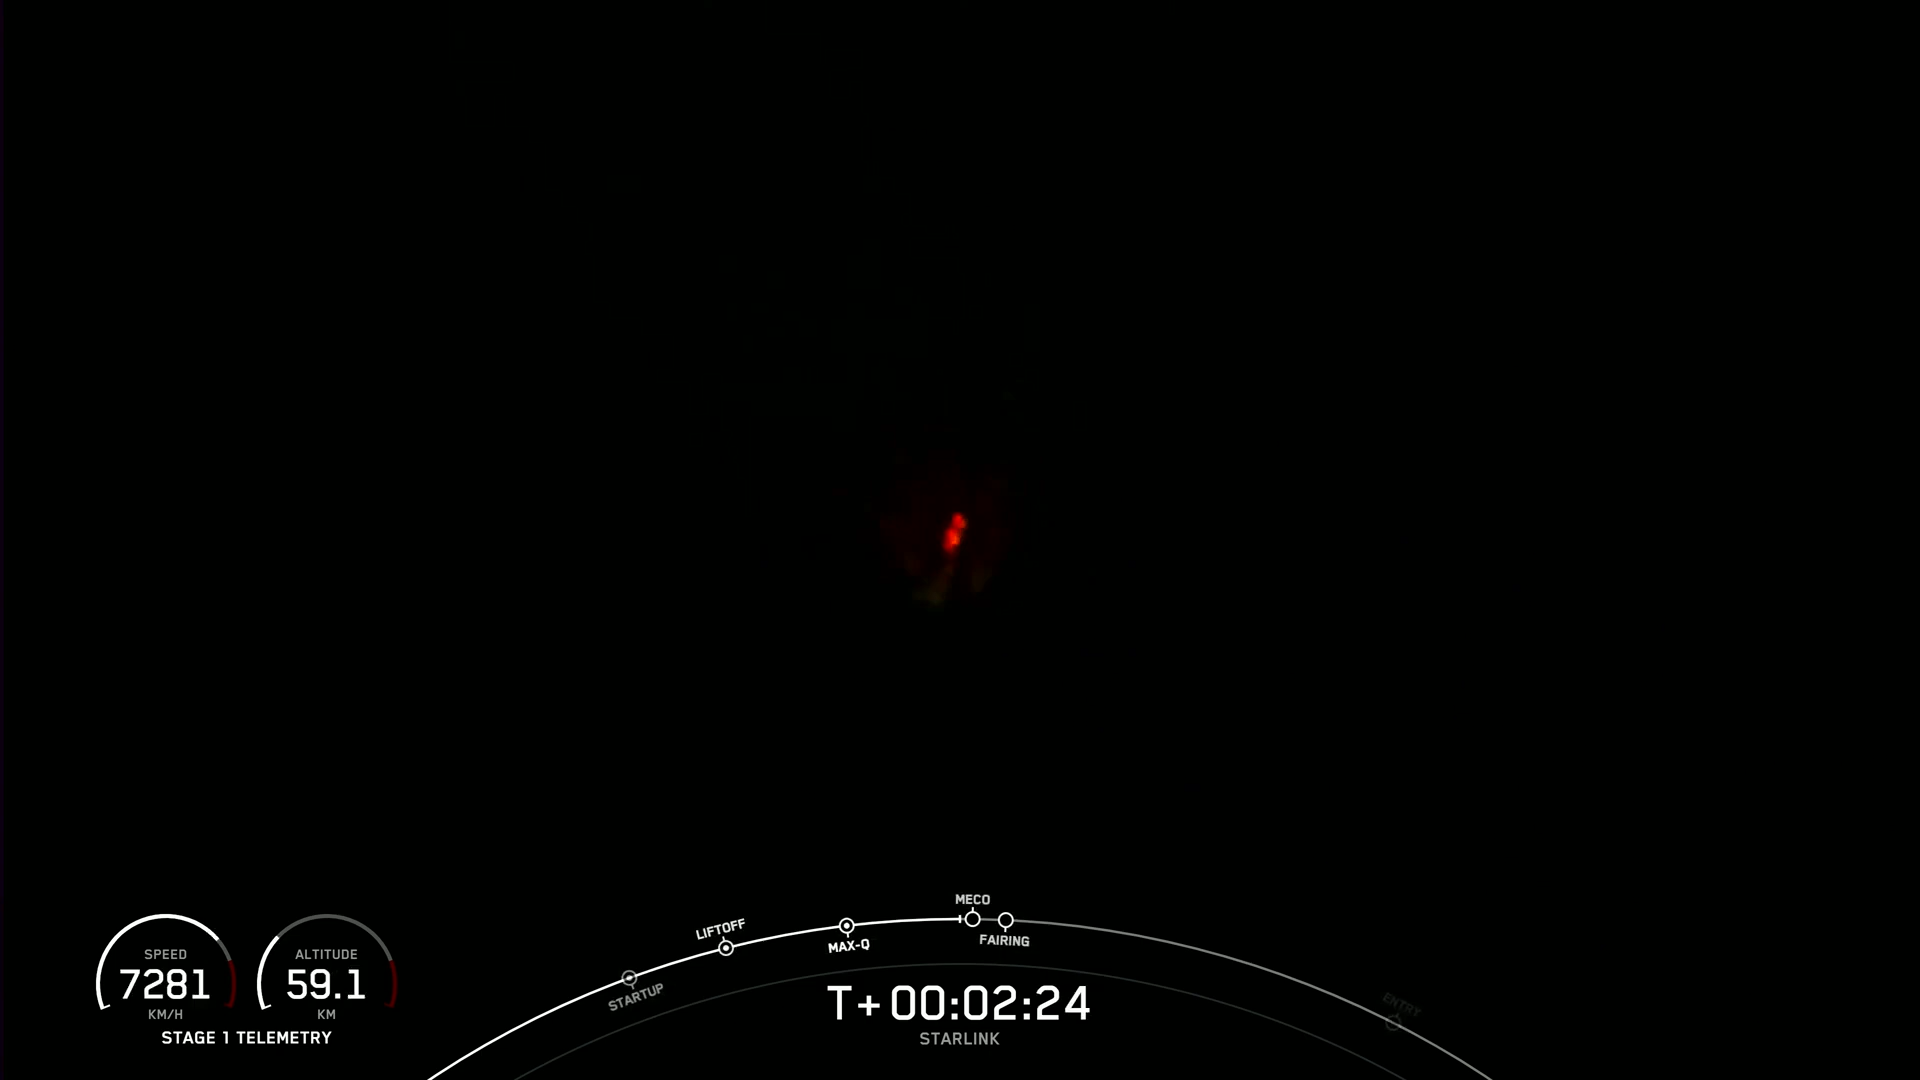 SPEED
7281
KM/H
ALTITUDE
59.1
KM
STAGE 1 TELEMETRY
STARTUP
LIFTOFF
MAX-Q
MECO
FAIRING
ENTRY
T+00:02:24
STARLINK